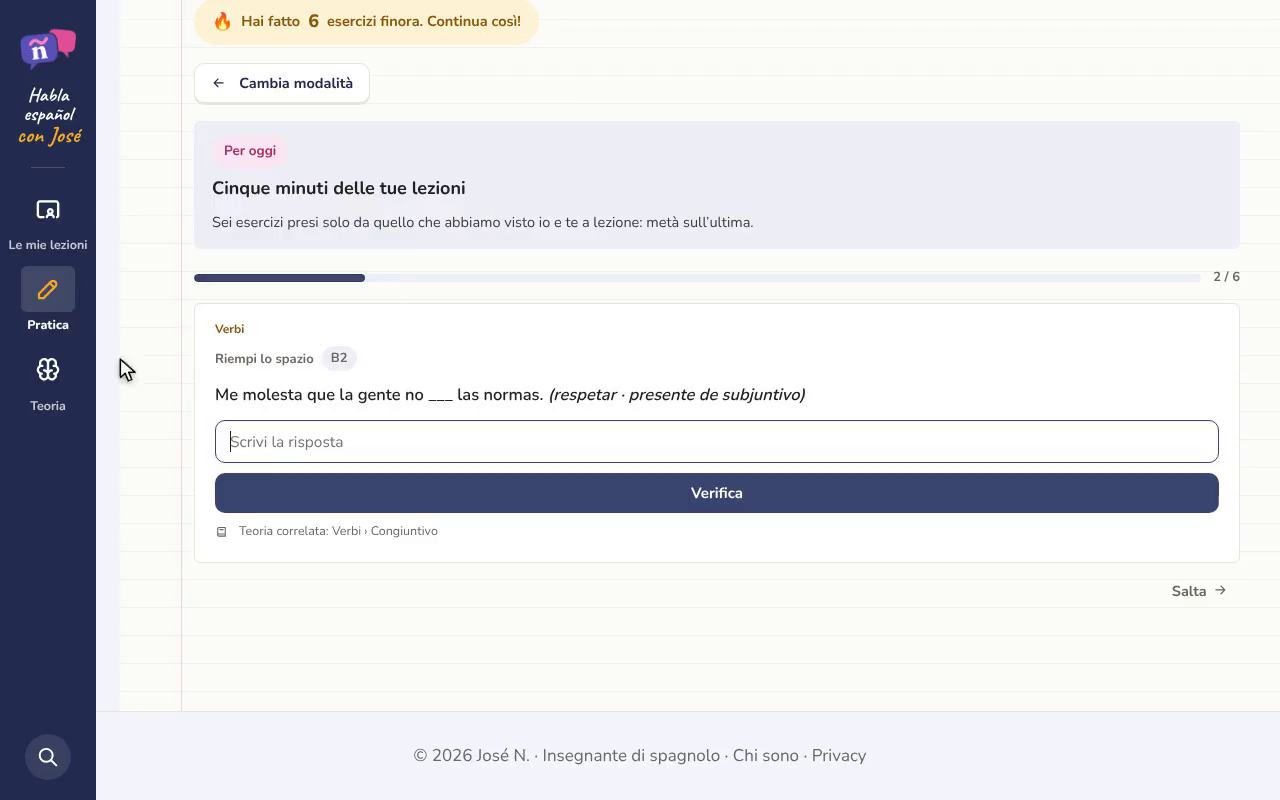 🔥 Hai fatto 6 esercizi finora. Continua così!
ñ
Habla
español
con José
← Cambia modalità
Per oggi
Cinque minuti delle tue lezioni
Sei esercizi presi solo da quello che abbiamo visto io e te a lezione: metà sull'ultima.
2 / 6
Le mie lezioni
Pratica
Teoria
Verbi
Riempi lo spazio B2
Me molesta que la gente no ___ las normas. (respetar · presente de subjuntivo)
Scrivi la risposta
Verifica
Teoria correlata: Verbi › Congiuntivo
Salta →
© 2026 José N. · Insegnante di spagnolo · Chi sono · Privacy